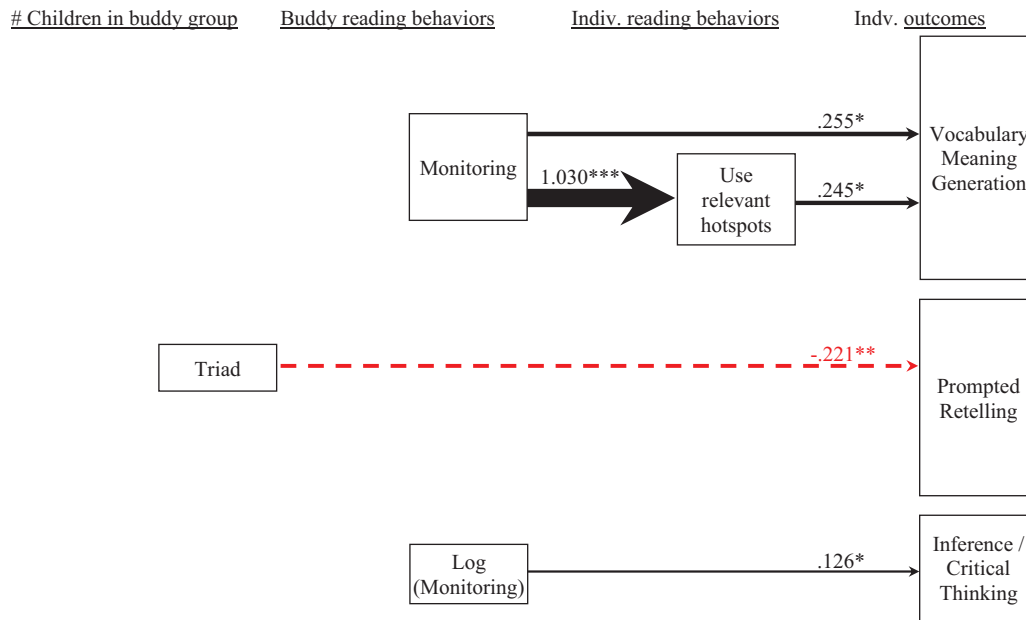 # Children in buddy group Buddy reading behaviors Indiv. reading behaviors Indv. outcomes
.255*
Monitoring
1.030***
Use
relevant
hotspots
.245*
Vocabulary
Meaning
Generation
Triad
-.221**
Prompted
Retelling
Log
(Monitoring)
.126*
Inference /
Critical
Thinking